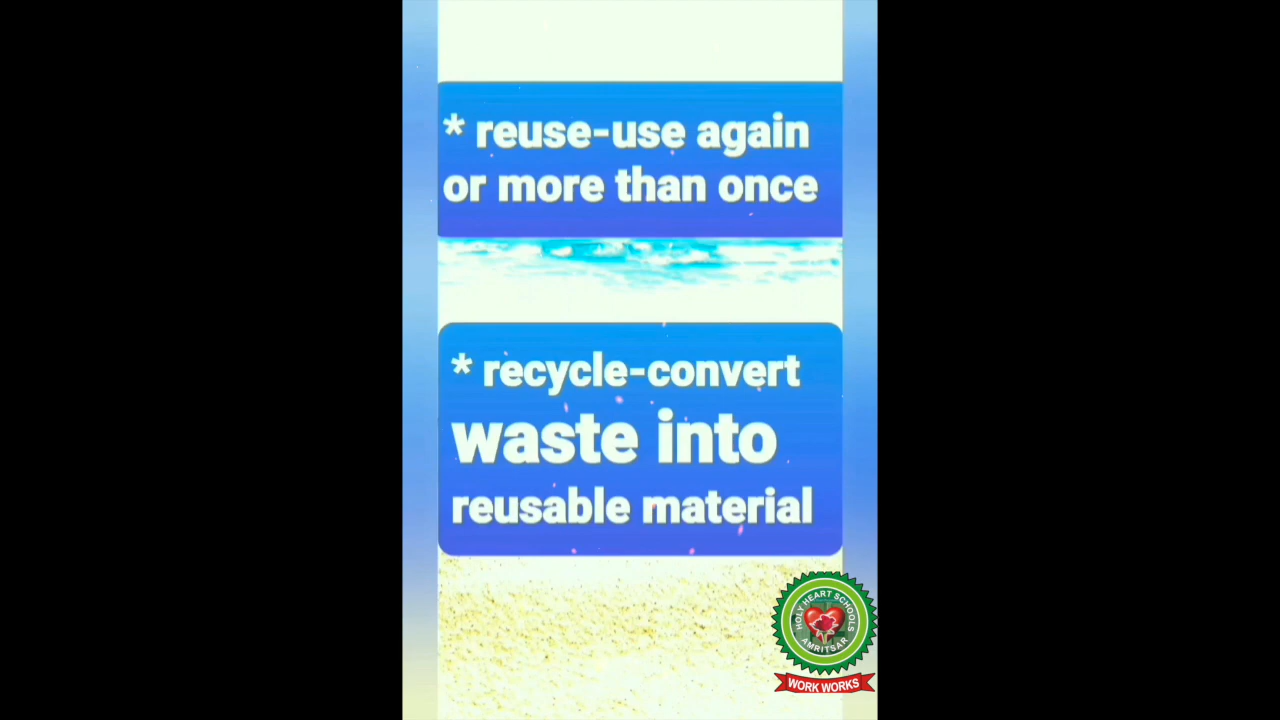 * reuse-use again
or more than once
* recycle-convert
waste into
reusable material
HOLY HEART SCHOOLS
AMRITSAR
WORK WORKS